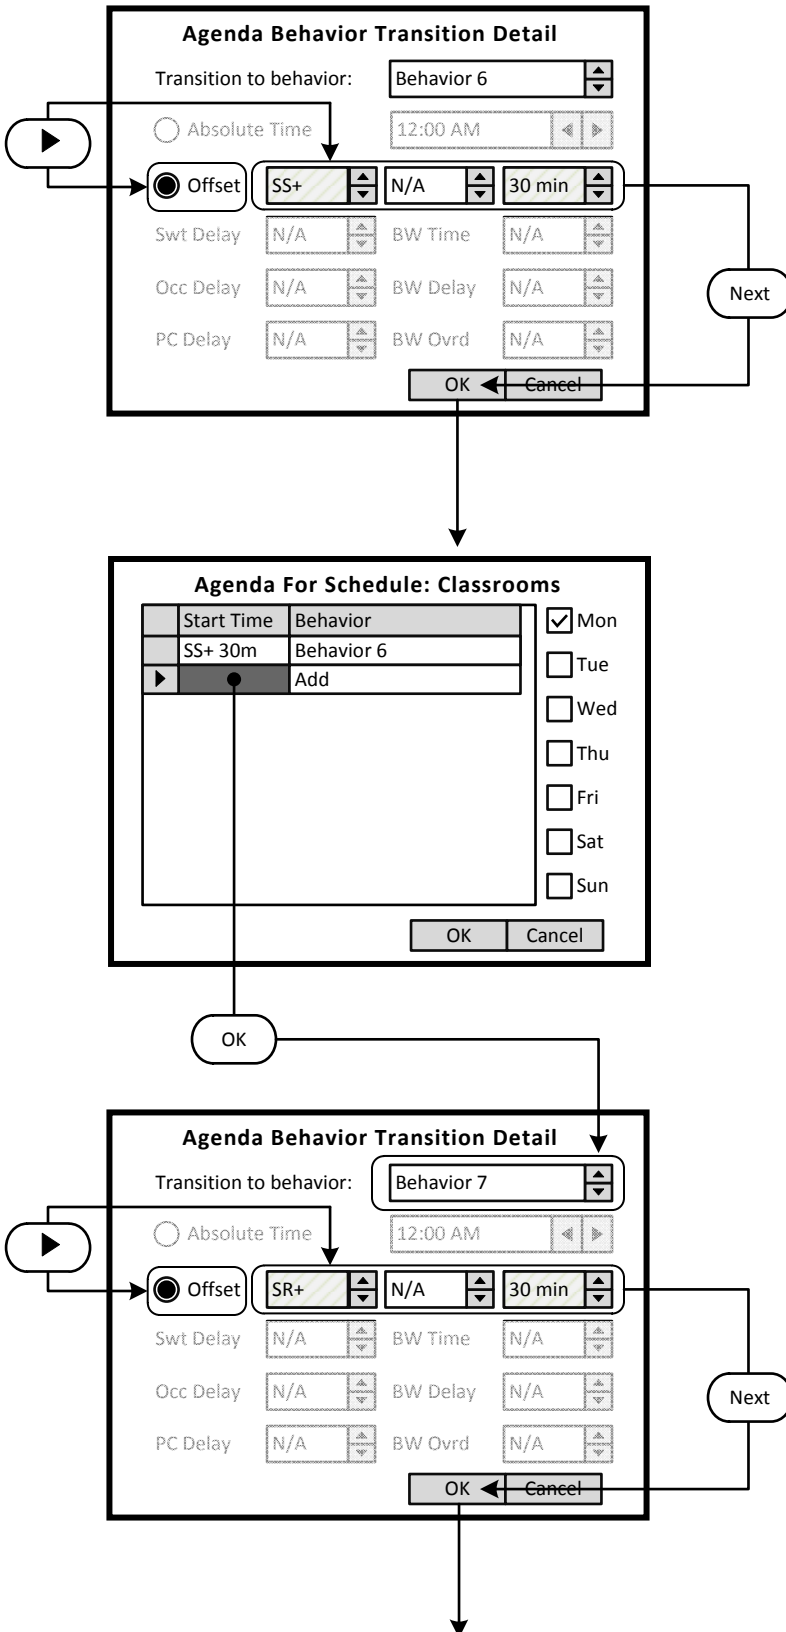 Agenda Behavior Transition Detail
Transition to behavior: Behavior 6
Absolute Time 12:00 AM
Offset SS+ N/A 30 min
Swt Delay N/A BW Time N/A
Occ Delay N/A BW Delay N/A
Next
PC Delay N/A BW Ovrd N/A
OK Cancel
Agenda For Schedule: Classrooms
Start Time Behavior Mon
SS+ 30m Behavior 6
Tue
Add
Wed
Thu
Fri
Sat
Sun
OK Cancel
OK
Agenda Behavior Transition Detail
Transition to behavior: Behavior 7
Absolute Time 12:00 AM
Offset SR+ N/A 30 min
Swt Delay N/A BW Time N/A
Occ Delay N/A BW Delay N/A
Next
PC Delay N/A BW Ovrd N/A
OK Cancel